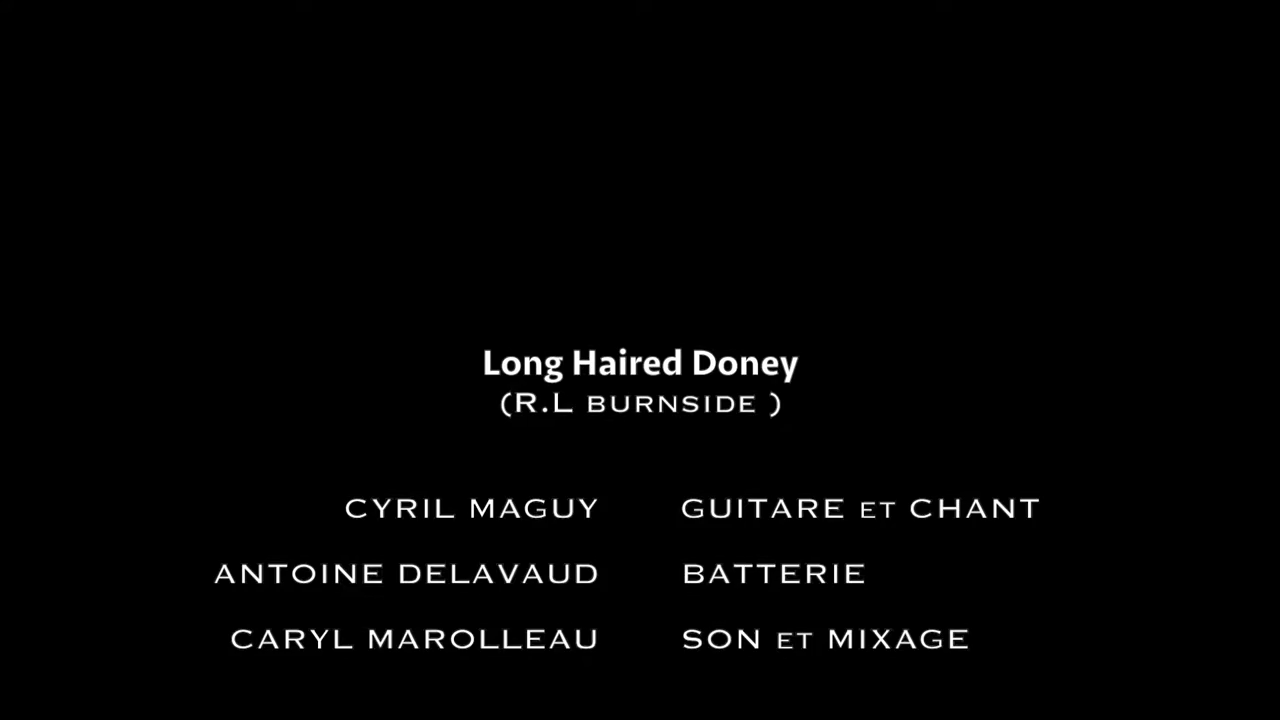 Long Haired Doney
(R.L BURNSIDE )
CYRIL MAGUY GUITARE ET CHANT
ANTOINE DELAVAUD BATTERIE
CARYL MAROLLEAU SON ET MIXAGE